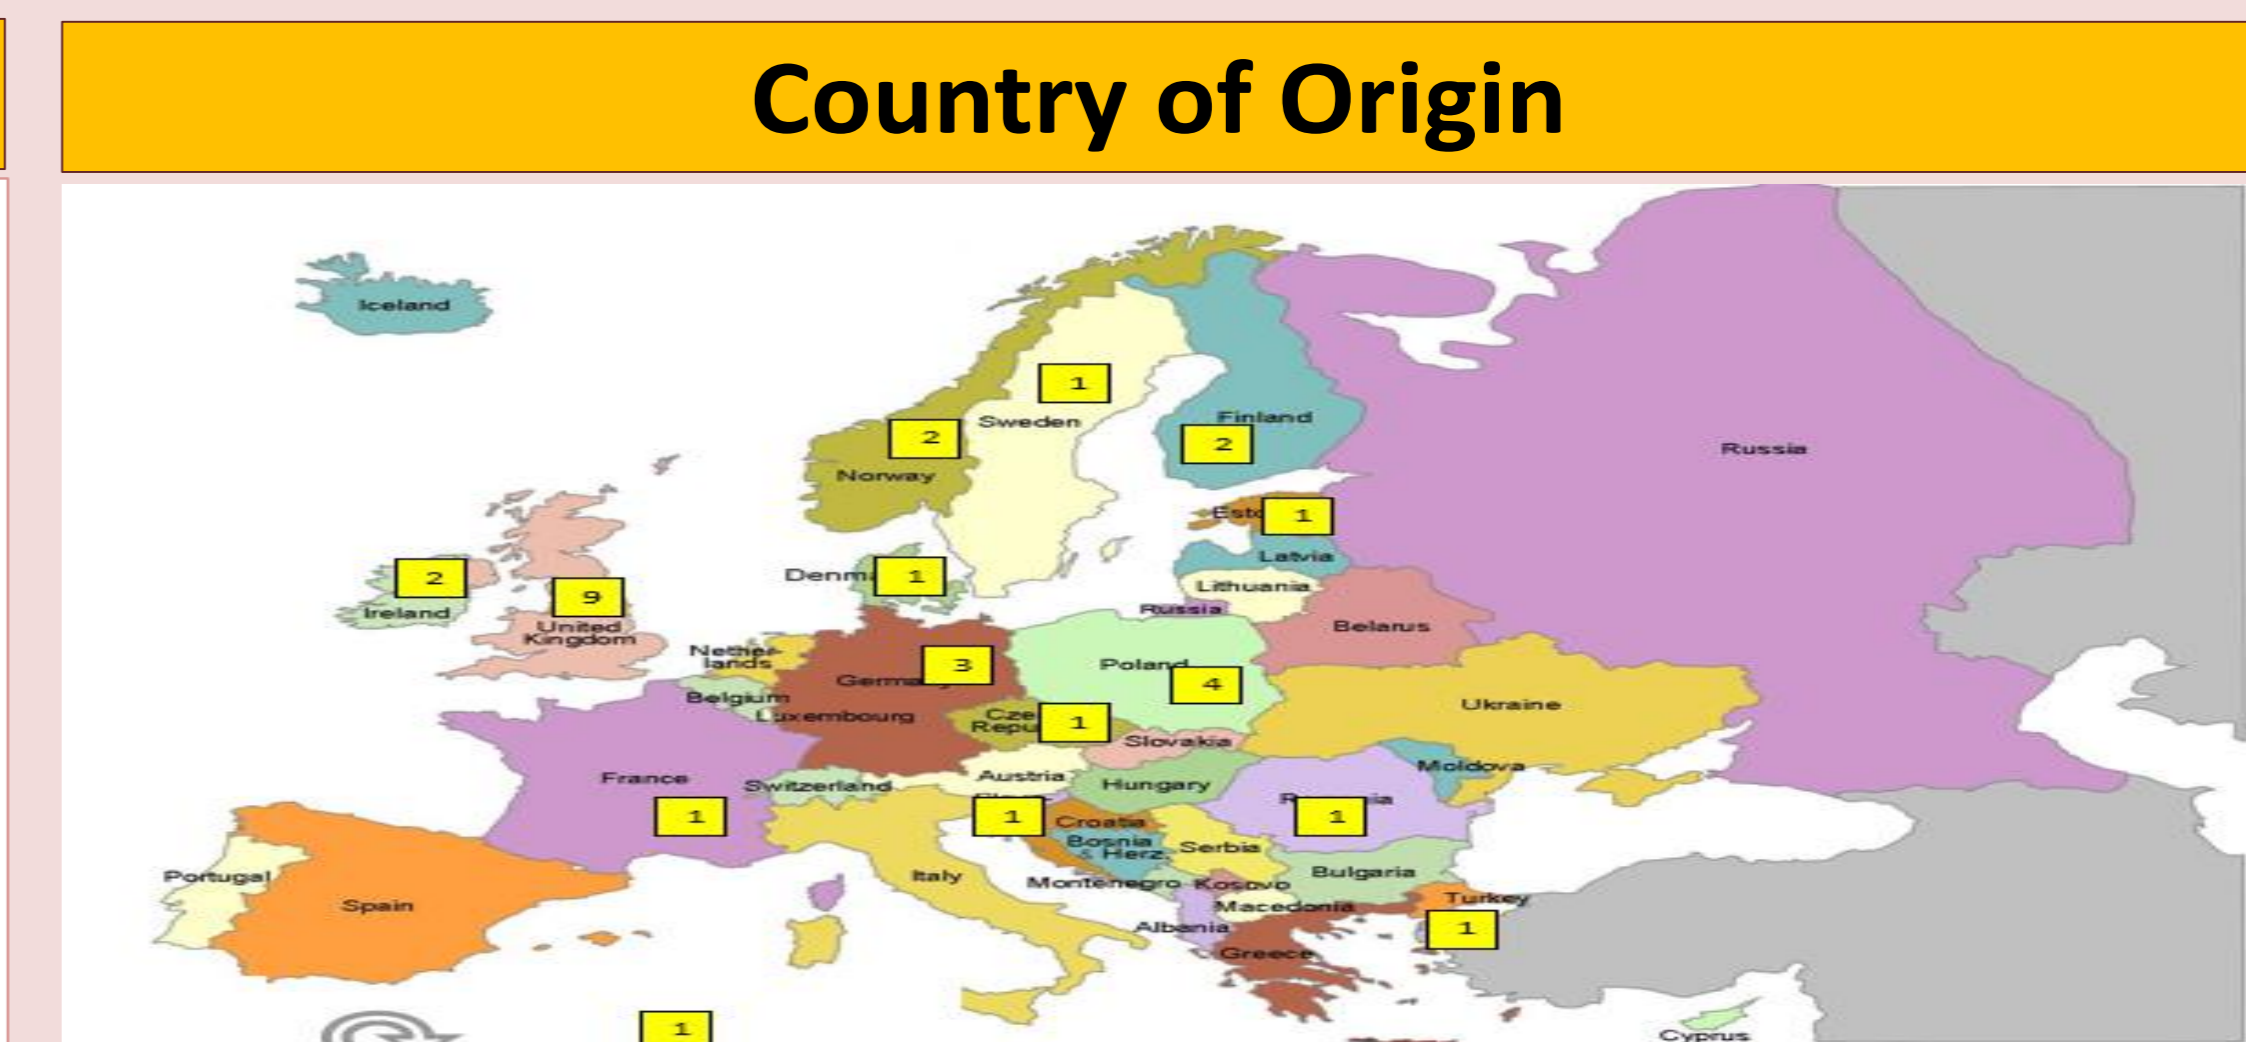 Country of Origin
Iceland
1
Sweden
Finland
2
2
Norway
Russia
1
Latvia
Denm
1
2
9
Ireland
Lithuania
Russia
United
Kingdom
Belarus
Nether-
lands
3
Poland
4
Germa
Belgium
Luxembourg
Cze
Repu
1
Ukraine
Slovakia
France
Switzerland
Austria
Hungary
Moldova
1
1
Croatia
1
Bosnia
& Herz.
Serbia
Portugal
Italy
Bulgaria
Spain
Montenegro
Kosovo
Macedonia
Turkey
Albania
1
Greece
1
Cyprus